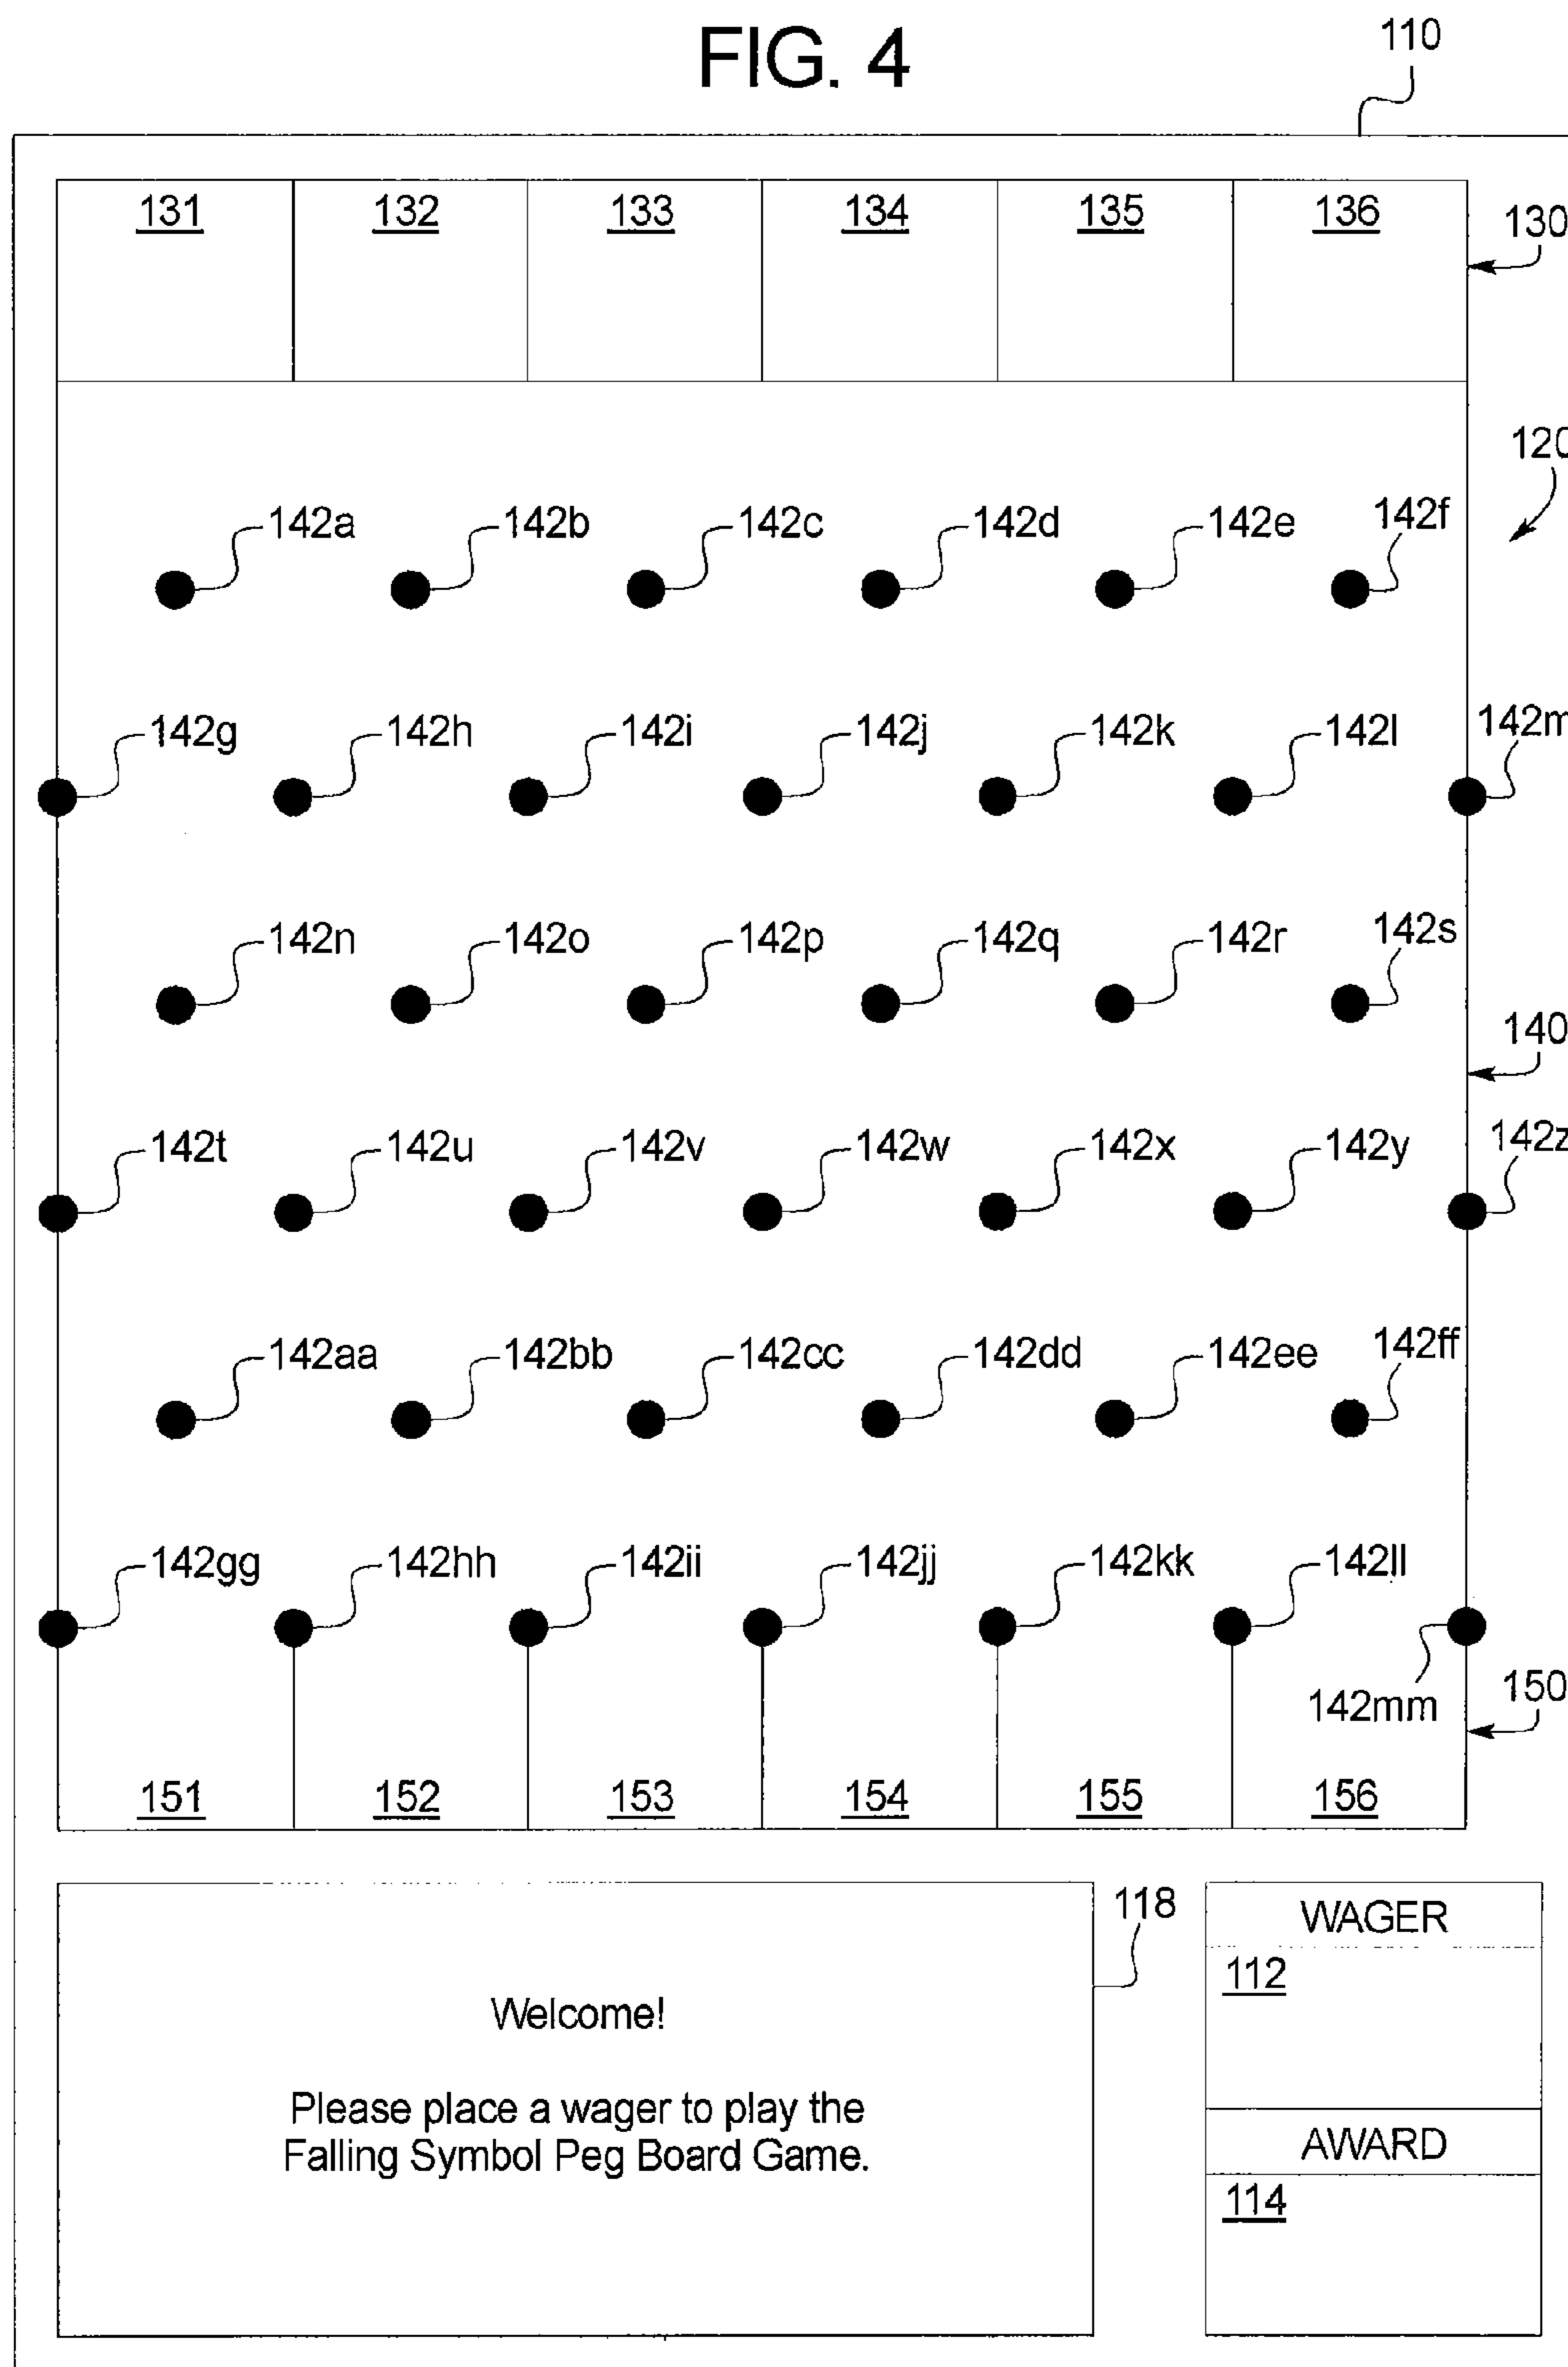 FIG. 4
110
131 132 133 134 135 136
130
120
142a 142b 142c 142d 142e 142f
142g 142h 142i 142j 142k 142l 142m
142n 142o 142p 142q 142r 142s
140
142t 142u 142v 142w 142x 142y 142z
142aa 142bb 142cc 142dd 142ee 142ff
142gg 142hh 142ii 142jj 142kk 142ll
142mm
150
151 152 153 154 155 156
118
WAGER
112
Welcome!
Please place a wager to play the
Falling Symbol Peg Board Game.
AWARD
114